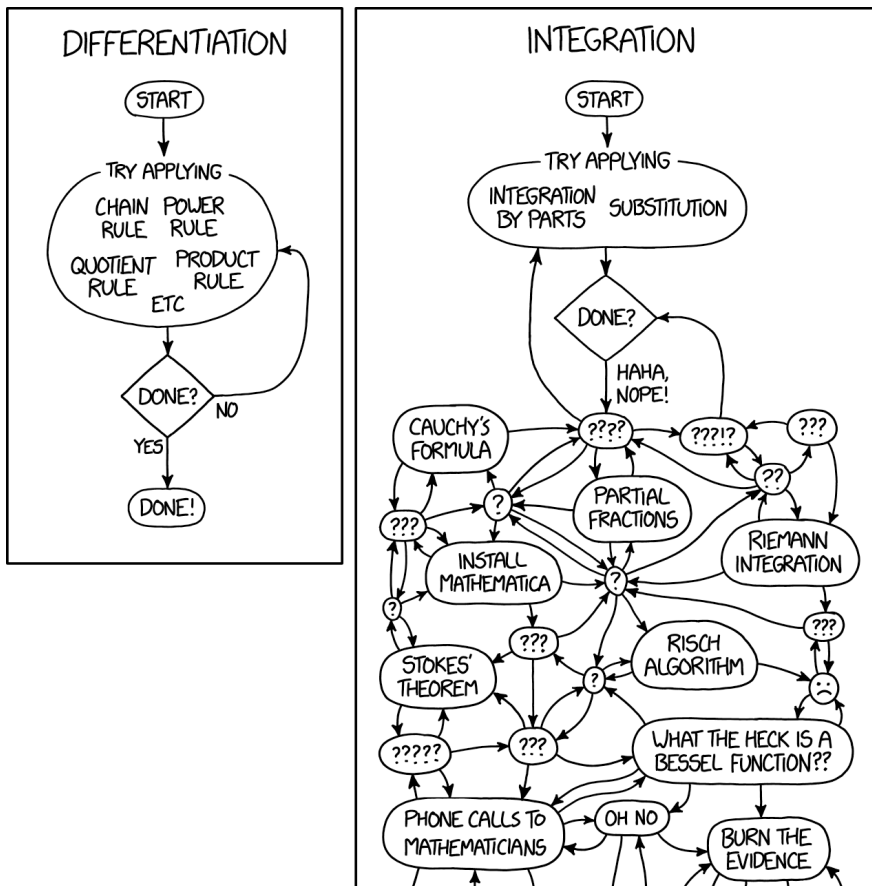 DIFFERENTIATION
START
TRY APPLYING
CHAIN RULE
POWER RULE
QUOTIENT RULE
PRODUCT RULE
ETC
DONE?
NO
YES
DONE!
INTEGRATION
START
TRY APPLYING
INTEGRATION BY PARTS
SUBSTITUTION
DONE?
HAHA,
NOPE!
CAUCHY'S
FORMULA
????
???!?
???
??
?
PARTIAL
FRACTIONS
???
RIEMANN
INTEGRATION
INSTALL
MATHEMATICA
?
?
???
???
STOKES'
THEOREM
?
RISCH
ALGORITHM
?????
???
WHAT THE HECK IS A
BESSEL FUNCTION??
PHONE CALLS TO
MATHEMATICIANS
OH NO
BURN THE
EVIDENCE